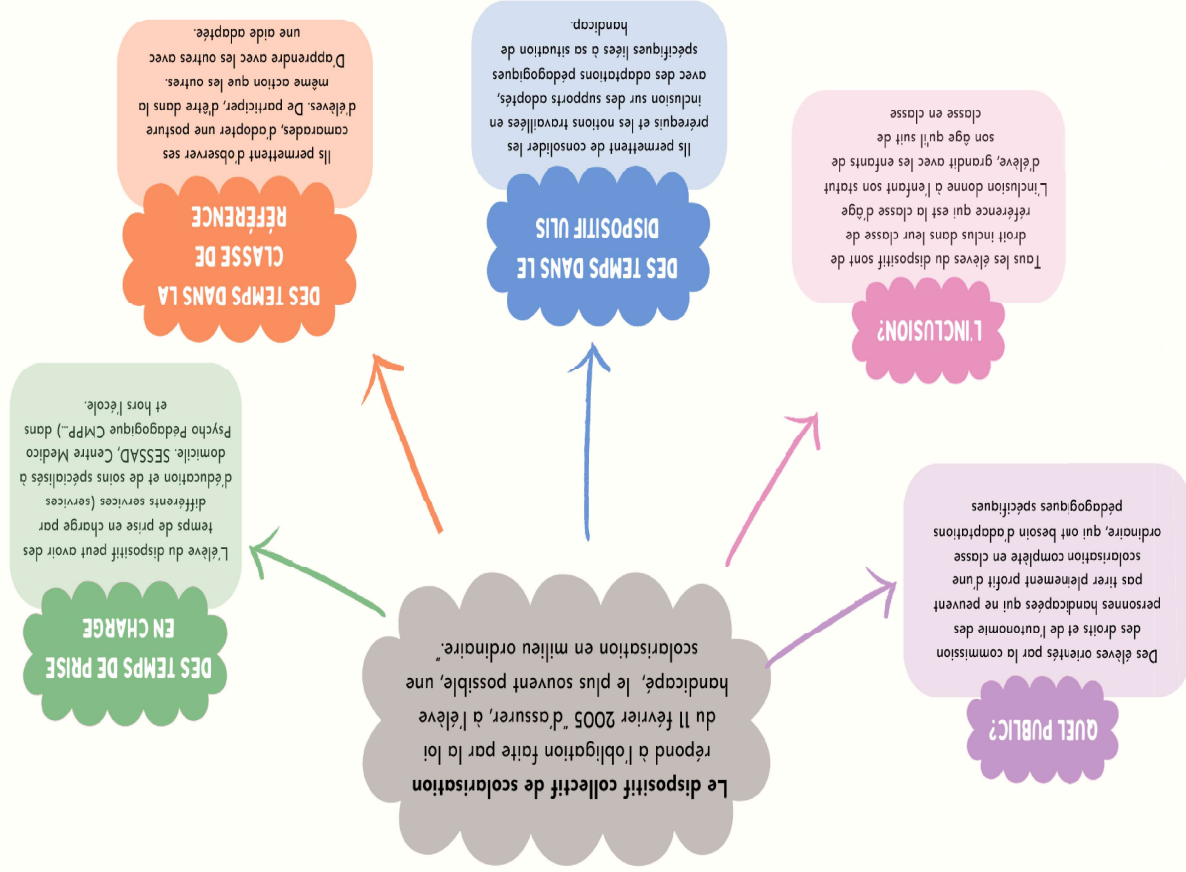 Le dispositif collectif de scolarisation
répond à l'obligation faite par la loi
du 11 février 2005 "d'assurer, à l'élève
handicapé, le plus souvent possible, une
scolarisation en milieu ordinaire."
QUEL PUBLIC?
Des élèves orientés par la commission
des droits et de l'autonomie des
personnes handicapées qui ne peuvent
pas tirer pleinement profit d'une
scolarisation complète en classe
ordinaire, qui ont besoin d'adaptations
pédagogiques spécifiques
L'INCLUSION?
Tous les élèves du dispositif sont de
droit inclus dans leur classe de
référence qui est la classe d'âge
L'inclusion donne à l'enfant son statut
d'élève, grandit avec les enfants de
son âge qu'il suit de
classe en classe
DES TEMPS DANS LE
DISPOSITIF ULIS
Ils permettent de consolider les
prérequis et les notions travaillées en
inclusion sur des supports adaptés,
avec des adaptations pédagogiques
spécifiques liées à sa situation de
handicap.
DES TEMPS DANS LA
CLASSE DE
RÉFÉRENCE
Ils permettent d'observer ses
camarades, d'adopter une posture
d'élèves. De participer, d'être dans la
même action que les autres.
D'apprendre avec les autres avec
une aide adaptée.
DES TEMPS DE PRISE
EN CHARGE
L'élève du dispositif peut avoir des
temps de prise en charge par
différents services (services
d'éducation et de soins spécialisés à
domicile. SESSAD, Centre Medico
Psycho Pédagogique CMPP...) dans
et hors l'école.